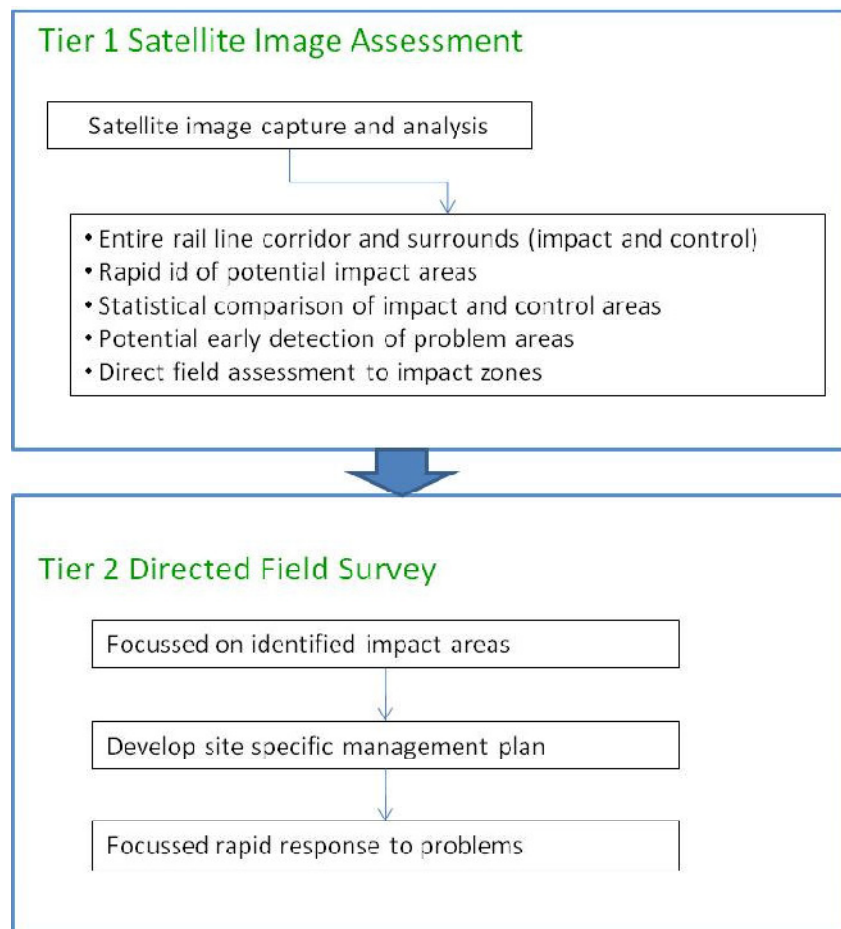 Tier 1 Satellite Image Assessment
Satellite image capture and analysis
• Entire rail line corridor and surrounds (impact and control)
• Rapid id of potential impact areas
• Statistical comparison of impact and control areas
• Potential early detection of problem areas
• Direct field assessment to impact zones
Tier 2 Directed Field Survey
Focussed on identified impact areas
Develop site specific management plan
Focussed rapid response to problems